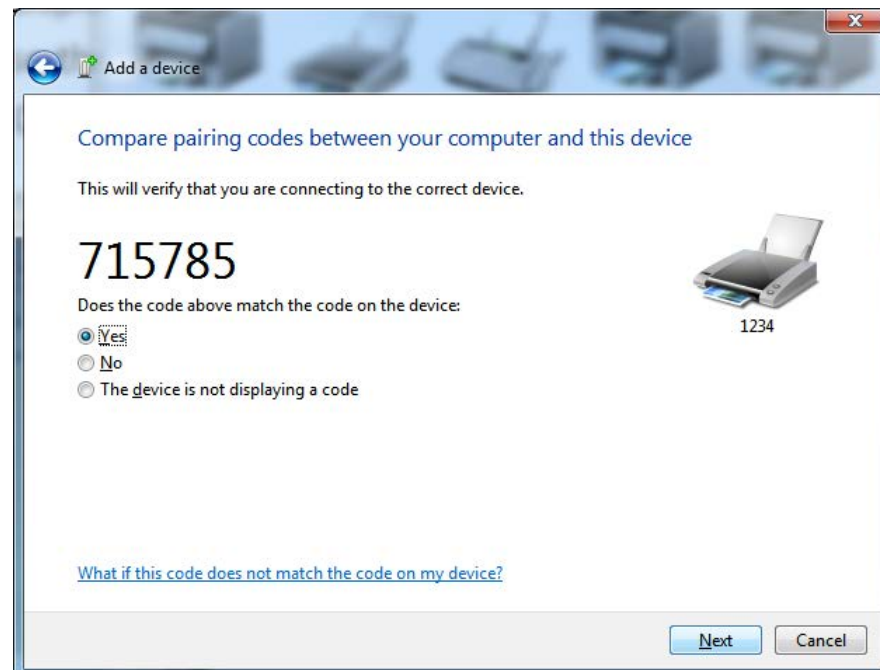 Add a device
Compare pairing codes between your computer and this device
This will verify that you are connecting to the correct device.
715785
Does the code above match the code on the device:
Yes
No
The device is not displaying a code
1234
What if this code does not match the code on my device?
Next
Cancel